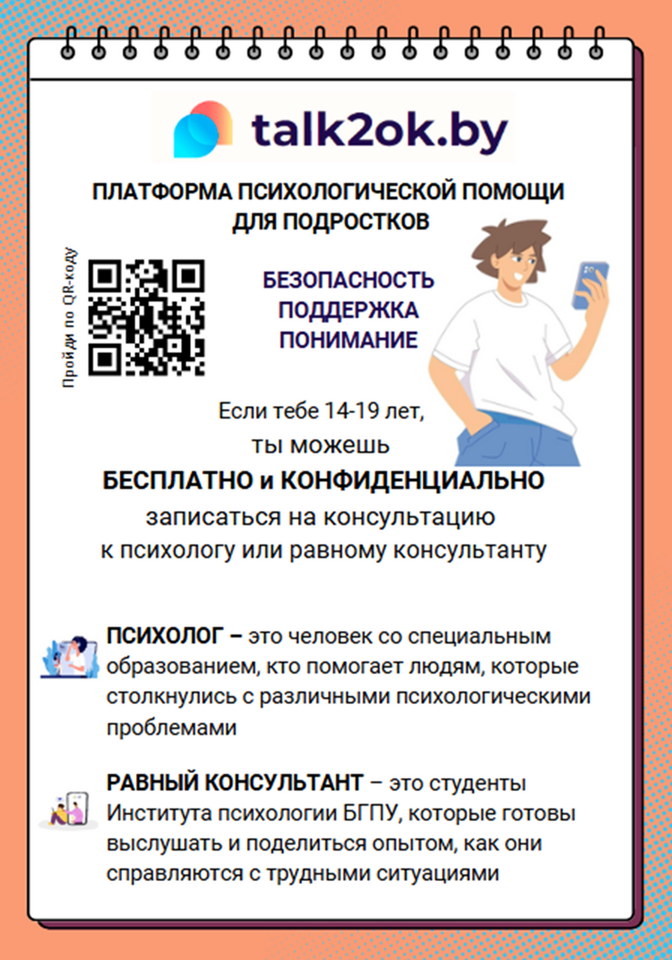 talk2ok.by
ПЛАТФОРМА ПСИХОЛОГИЧЕСКОЙ ПОМОЩИ
ДЛЯ ПОДРОСТКОВ
Пройди по QR-коду
БЕЗОПАСНОСТЬ
ПОДДЕРЖКА
ПОНИМАНИЕ
Если тебе 14-19 лет,
ты можешь
БЕСПЛАТНО и КОНФИДЕНЦИАЛЬНО
записаться на консультацию
к психологу или равному консультанту
ПСИХОЛОГ – это человек со специальным
образованием, кто помогает людям, которые
столкнулись с различными психологическими
проблемами
РАВНЫЙ КОНСУЛЬТАНТ – это студенты
Института психологии БГПУ, которые готовы
выслушать и поделиться опытом, как они
справляются с трудными ситуациями